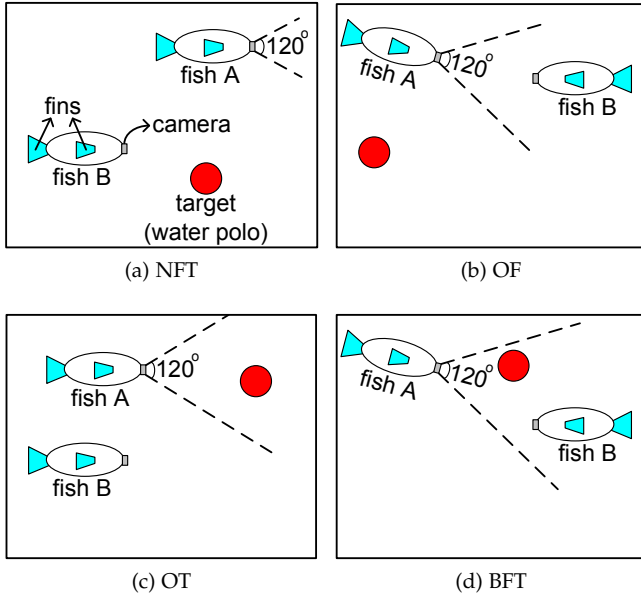 120°
fish A
fins
camera
fish B
target
(water polo)
(a) NFT
120°
fish A
fish B
(b) OF
120°
fish A
fish B
(c) OT
120°
fish A
fish B
(d) BFT